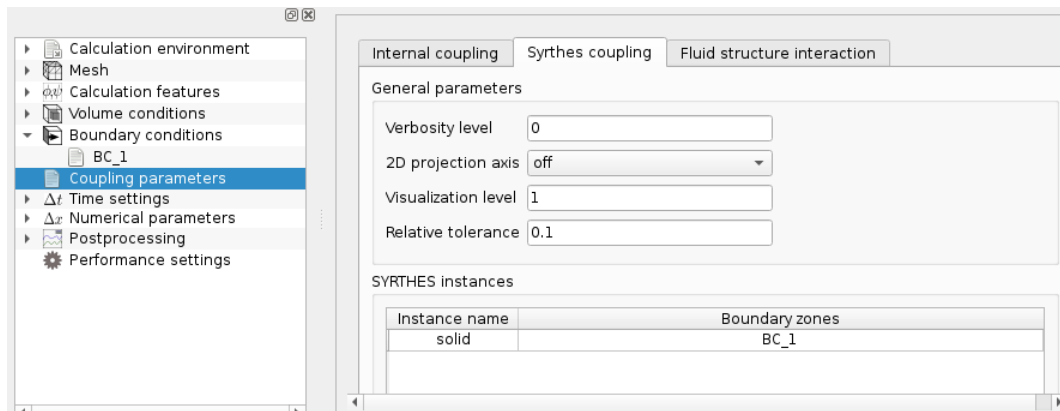 Calculation environment
Mesh
Calculation features
Volume conditions
Boundary conditions
BC_1
Coupling parameters
Δt Time settings
Δx Numerical parameters
Postprocessing
Performance settings
Internal coupling
Syrthes coupling
Fluid structure interaction
General parameters
Verbosity level 0
2D projection axis off
Visualization level 1
Relative tolerance 0.1
SYRTHES instances
Instance name Boundary zones
solid BC_1